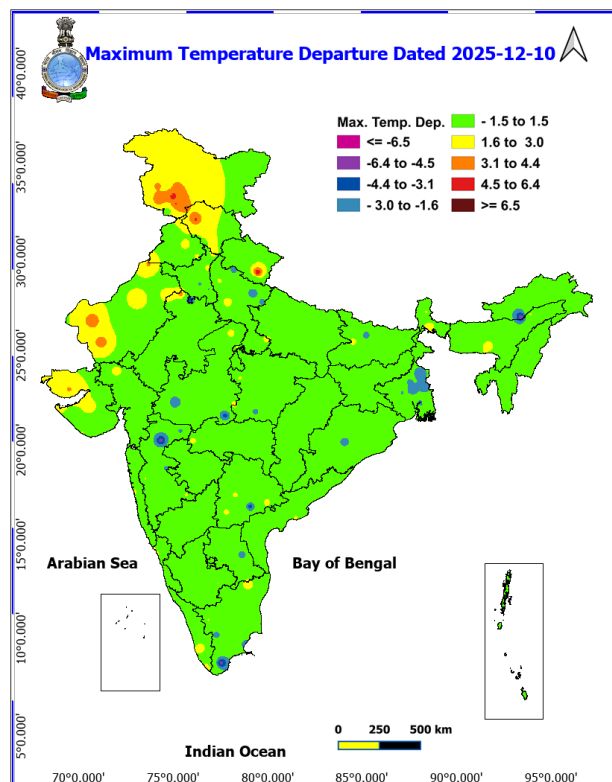 Maximum Temperature Departure Dated 2025-12-10
40°0.000'
35°0.000'
30°0.000'
25°0.000'
20°0.000'
15°0.000'
10°0.000'
5°0.000'
Max. Temp. Dep.
<= -6.5
-6.4 to -4.5
-4.4 to -3.1
- 3.0 to -1.6
- 1.5 to 1.5
1.6 to 3.0
3.1 to 4.4
4.5 to 6.4
>= 6.5
Arabian Sea
Bay of Bengal
0 250 500 km
Indian Ocean
70°0.000' 75°0.000' 80°0.000' 85°0.000' 90°0.000' 95°0.000'